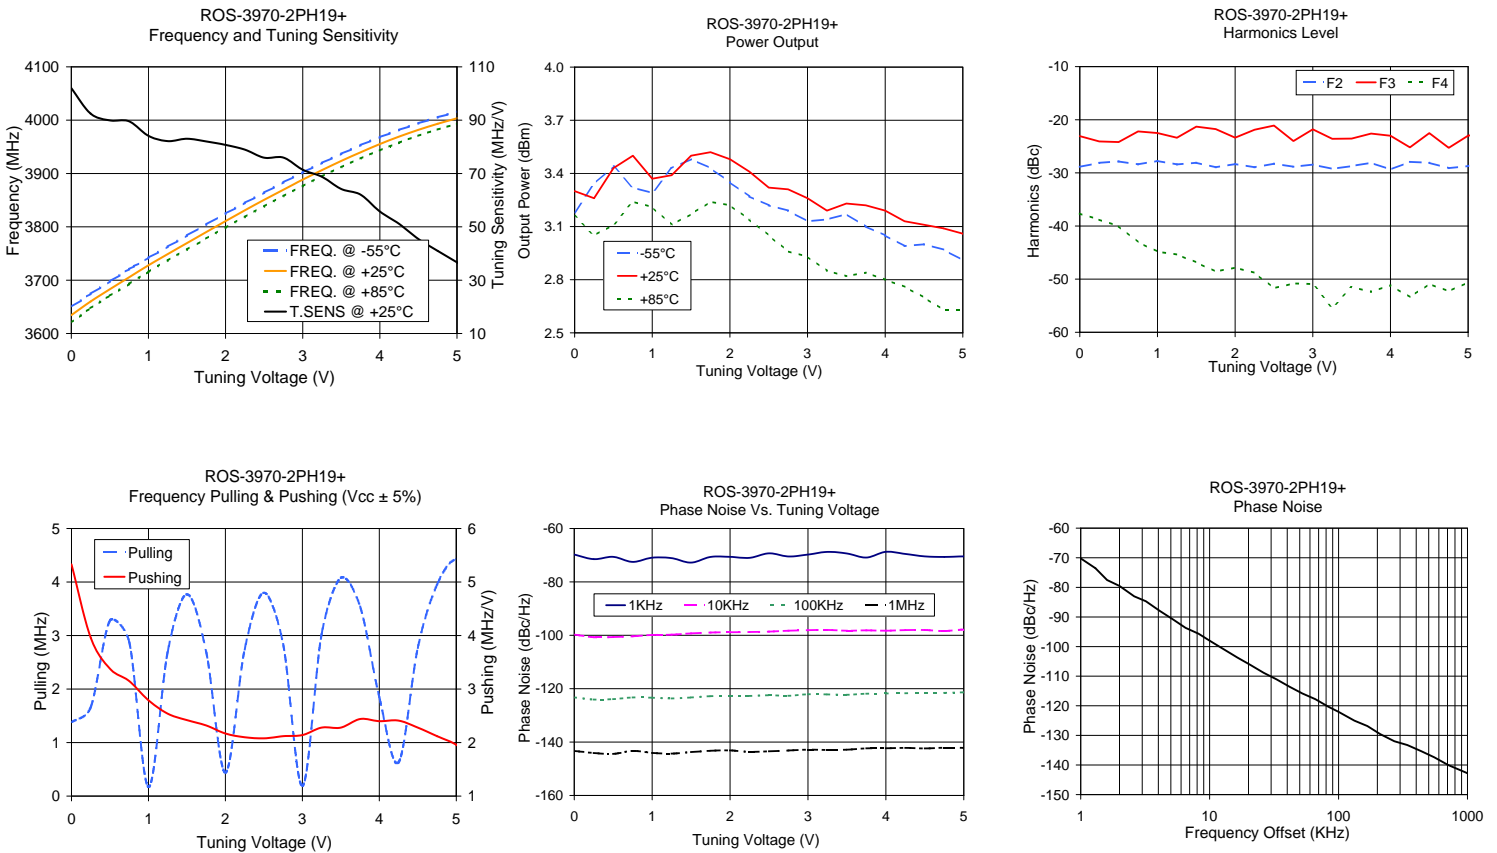 ROS-3970-2PH19+
Frequency and Tuning Sensitivity
4100
4000
3900
3800
3700
3600
110
90
70
50
30
10
0 1 2 3 4 5
Frequency (MHz)
Tuning Sensitivity (MHz/V)
Tuning Voltage (V)
FREQ. @ -55°C
FREQ. @ +25°C
FREQ. @ +85°C
T.SENS @ +25°C
ROS-3970-2PH19+
Power Output
4.0
3.7
3.4
3.1
2.8
2.5
0 1 2 3 4 5
Output Power (dBm)
Tuning Voltage (V)
-55°C
+25°C
+85°C
ROS-3970-2PH19+
Harmonics Level
-10
-20
-30
-40
-50
-60
0 1 2 3 4 5
Harmonics (dBc)
Tuning Voltage (V)
F2 F3 F4
ROS-3970-2PH19+
Frequency Pulling & Pushing (Vcc ± 5%)
5
4
3
2
1
0
6
5
4
3
2
1
0 1 2 3 4 5
Pulling (MHz)
Pushing (MHz/V)
Tuning Voltage (V)
Pulling
Pushing
ROS-3970-2PH19+
Phase Noise Vs. Tuning Voltage
-60
-80
-100
-120
-140
-160
0 1 2 3 4 5
Phase Noise (dBc/Hz)
Tuning Voltage (V)
1KHz 10KHz 100KHz 1MHz
ROS-3970-2PH19+
Phase Noise
-60
-70
-80
-90
-100
-110
-120
-130
-140
-150
1 10 100 1000
Phase Noise (dBc/Hz)
Frequency Offset (KHz)